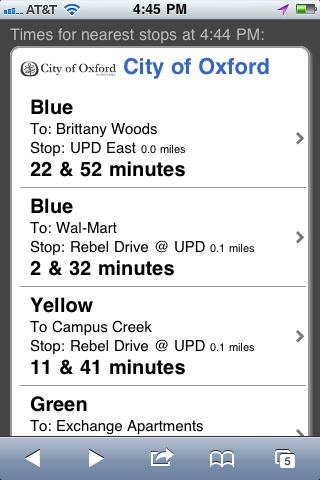 AT&T 4:45 PM
Times for nearest stops at 4:44 PM:
City of Oxford City of Oxford
Blue
To: Brittany Woods
Stop: UPD East 0.0 miles
22 & 52 minutes
Blue
To: Wal-Mart
Stop: Rebel Drive @ UPD 0.1 miles
2 & 32 minutes
Yellow
To Campus Creek
Stop: Rebel Drive @ UPD 0.1 miles
11 & 41 minutes
Green
To: Exchange Apartments
5